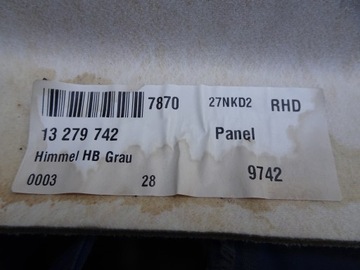 7870 27NKD2 RHD
13 279 742 Panel
Himmel HB Grau
0003 28 9742